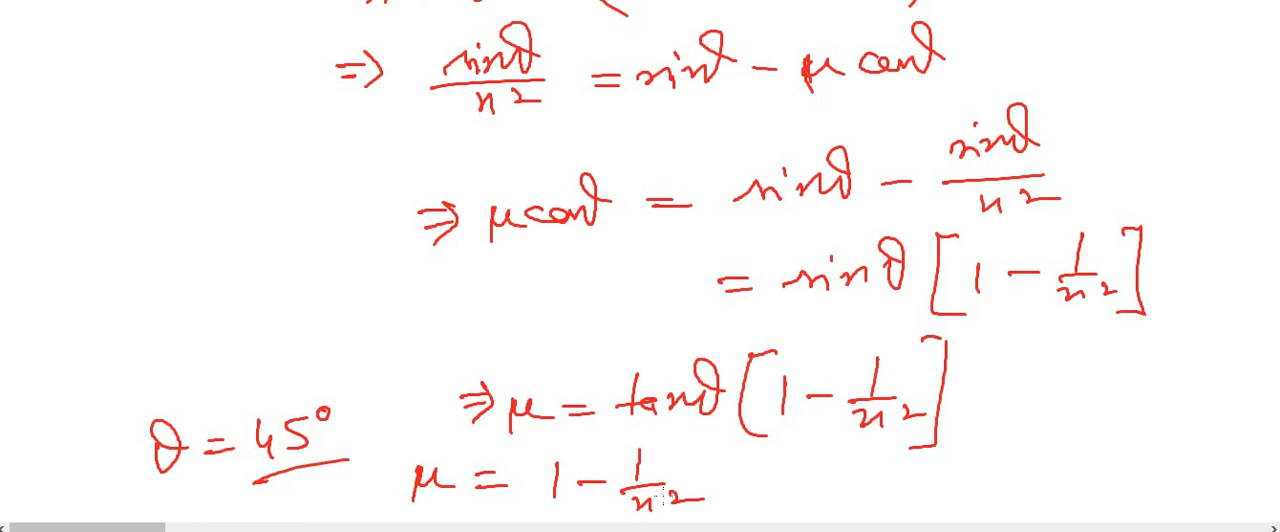 ⇒ sinθ/n² = sinθ - μ cosθ
⇒ μ cosθ = sinθ - sinθ/n²
= sinθ [1 - 1/n²]
⇒ μ = tanθ [1 - 1/n²]
θ = 45°
μ = 1 - 1/n²